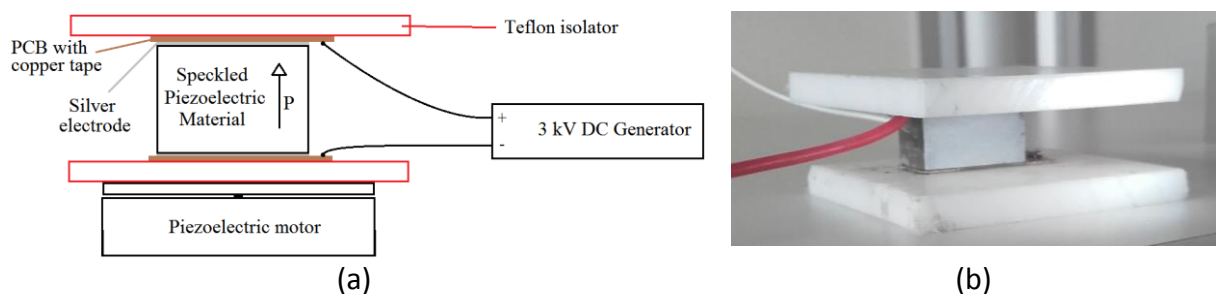 Teflon isolator
PCB with
copper tape
Speckled
Piezoelectric
Material
P
Silver
electrode
+
-
3 kV DC Generator
Piezoelectric motor
(a)
(b)